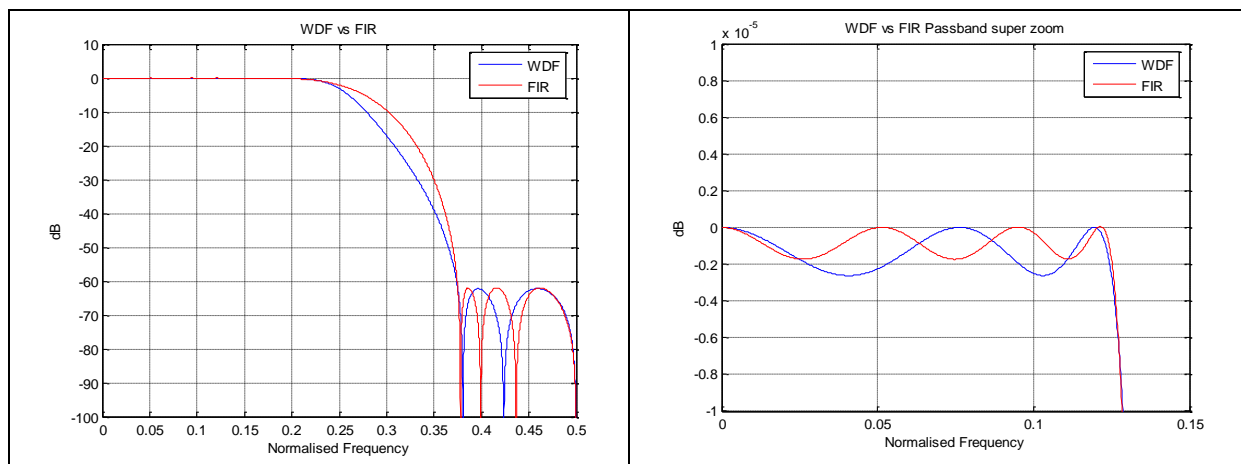 WDF vs FIR
10
0
-10
-20
-30
-40
-50
-60
-70
-80
-90
-100
dB
0 0.05 0.1 0.15 0.2 0.25 0.3 0.35 0.4 0.45 0.5
Normalised Frequency
WDF
FIR
WDF vs FIR Passband super zoom
x 10^-5
1
0.8
0.6
0.4
0.2
0
-0.2
-0.4
-0.6
-0.8
-1
dB
0 0.05 0.1 0.15
Normalised Frequency
WDF
FIR